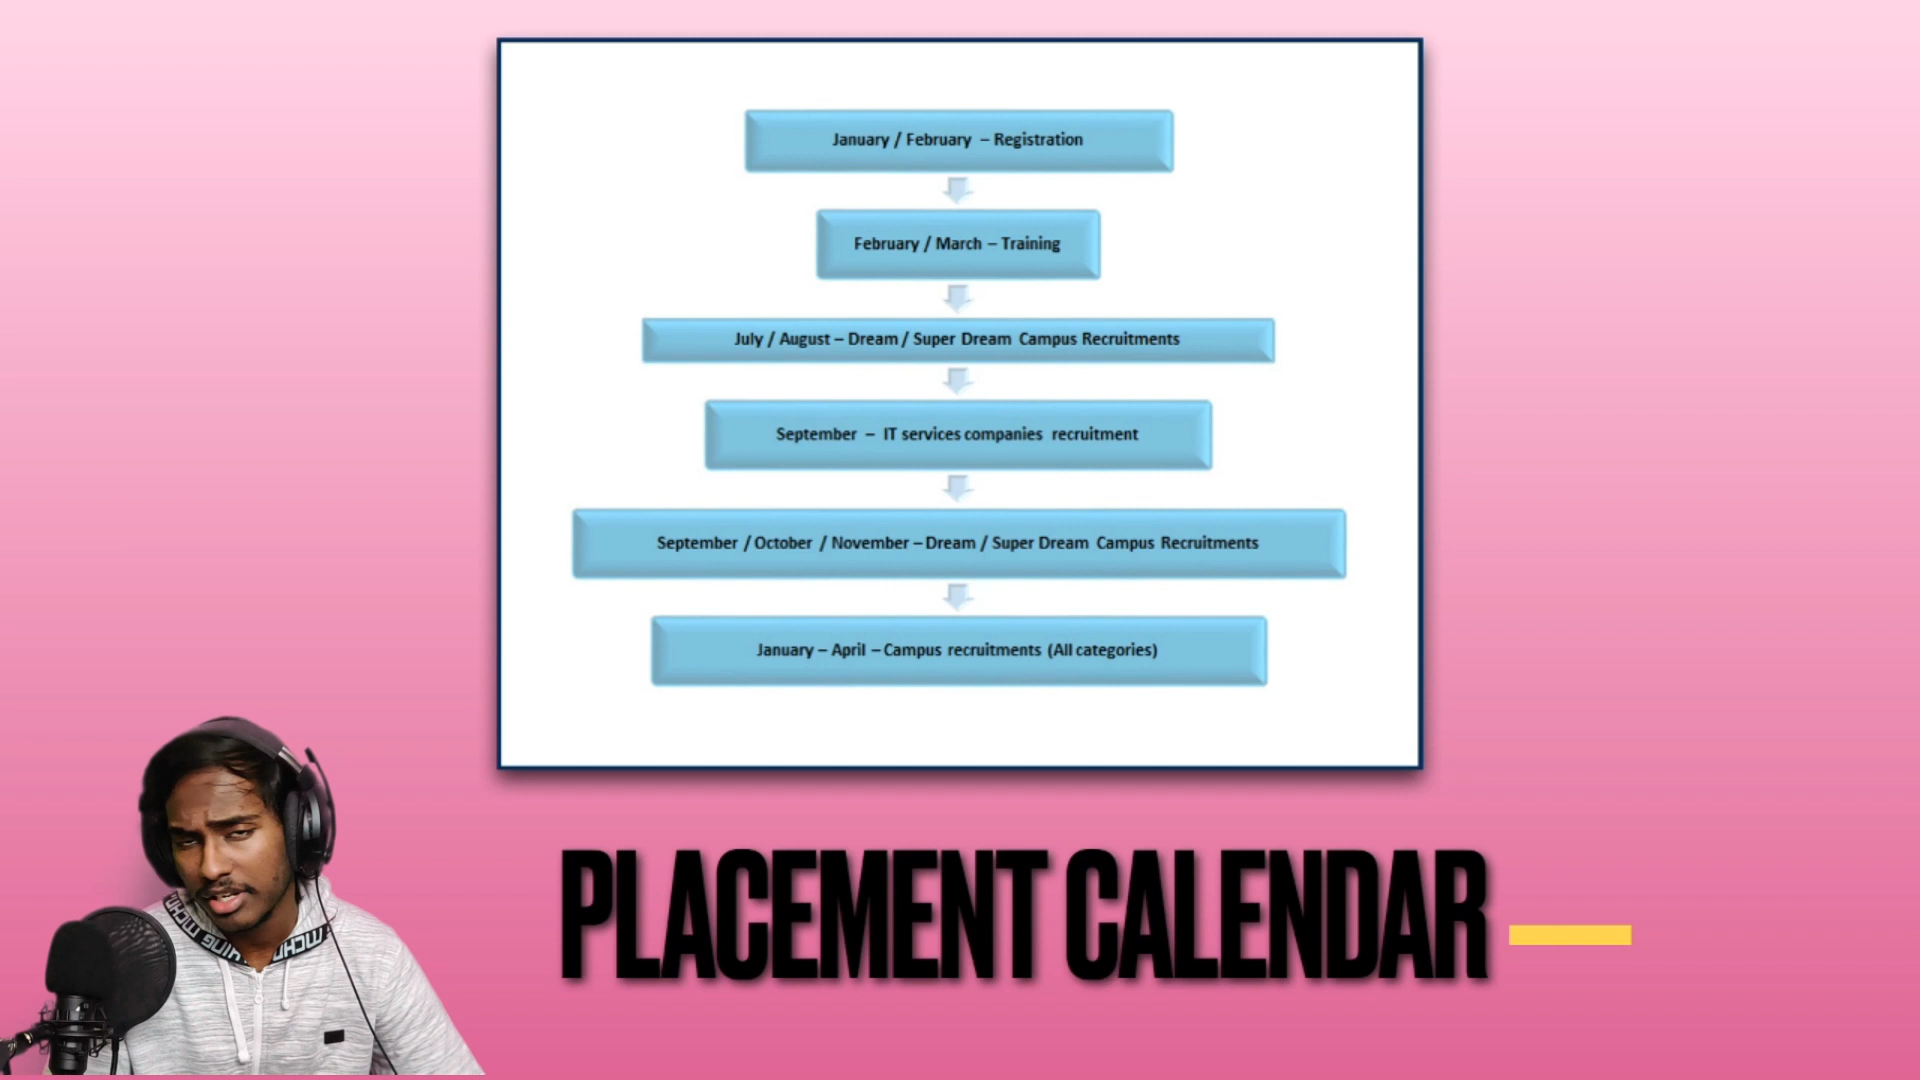 January / February – Registration
February / March – Training
July / August – Dream / Super Dream Campus Recruitments
September – IT services companies recruitment
September / October / November – Dream / Super Dream Campus Recruitments
January – April – Campus recruitments (All categories)
PLACEMENT CALENDAR